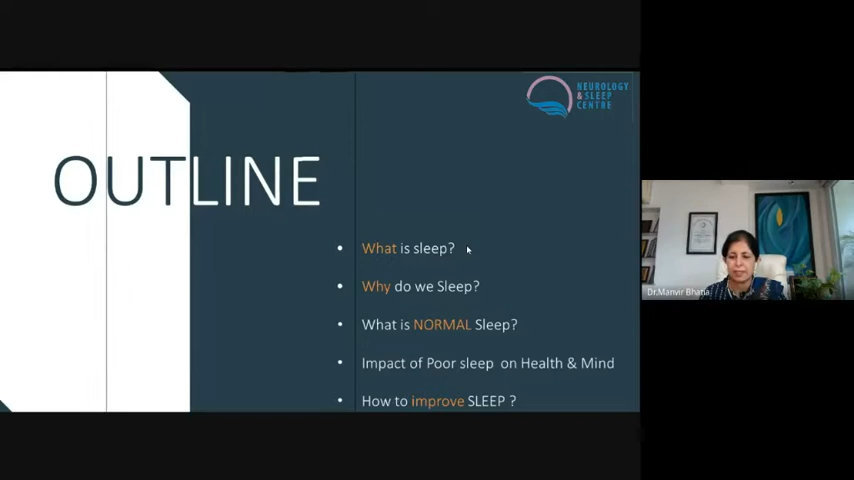 NEUROLOGY
& SLEEP
CENTRE
OUTLINE
• What is sleep?
• Why do we Sleep?
• What is NORMAL Sleep?
• Impact of Poor sleep on Health & Mind
• How to improve SLEEP ?
Dr.Manvir Bhatia